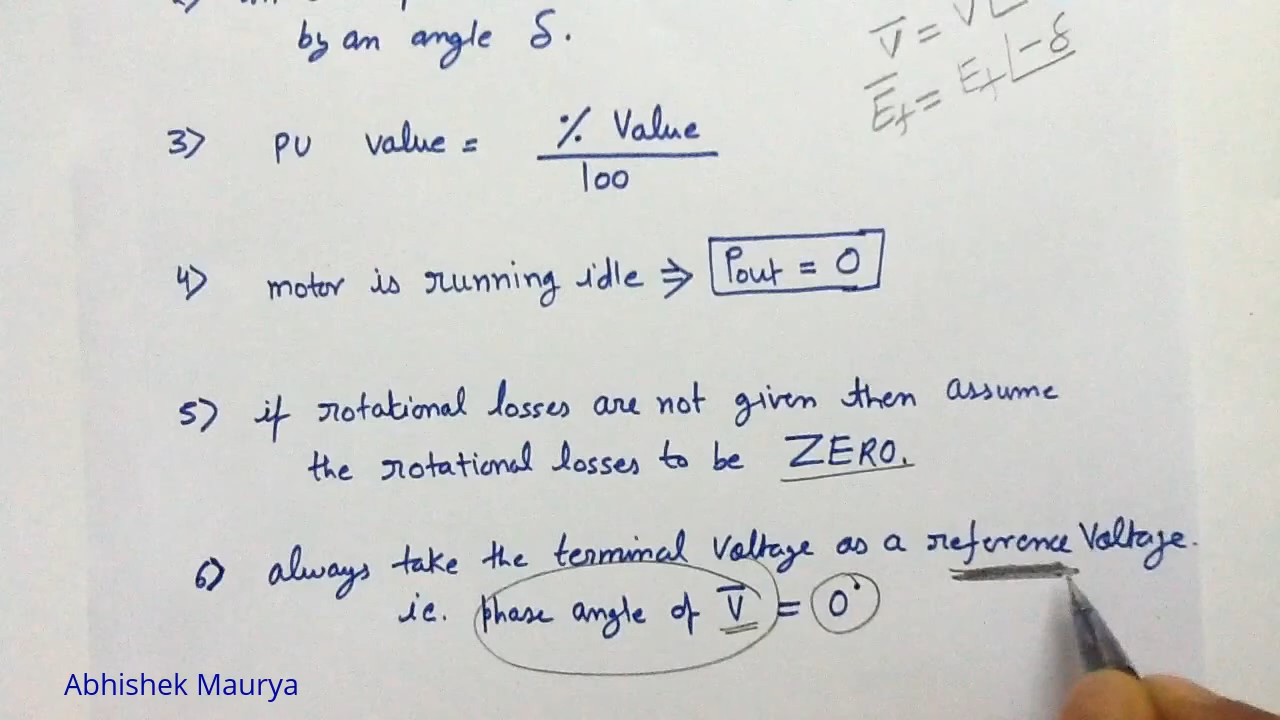 by an angle δ.
V̅ = V∠
E̅f = Ef∠-δ
3) PU value = % Value / 100
4) motor is running idle ⇒ Pout = 0
5) if rotational losses are not given then assume
the rotational losses to be ZERO.
6) always take the terminal voltage as a reference Voltage.
i.e. phase angle of V̅ = 0°
Abhishek Maurya